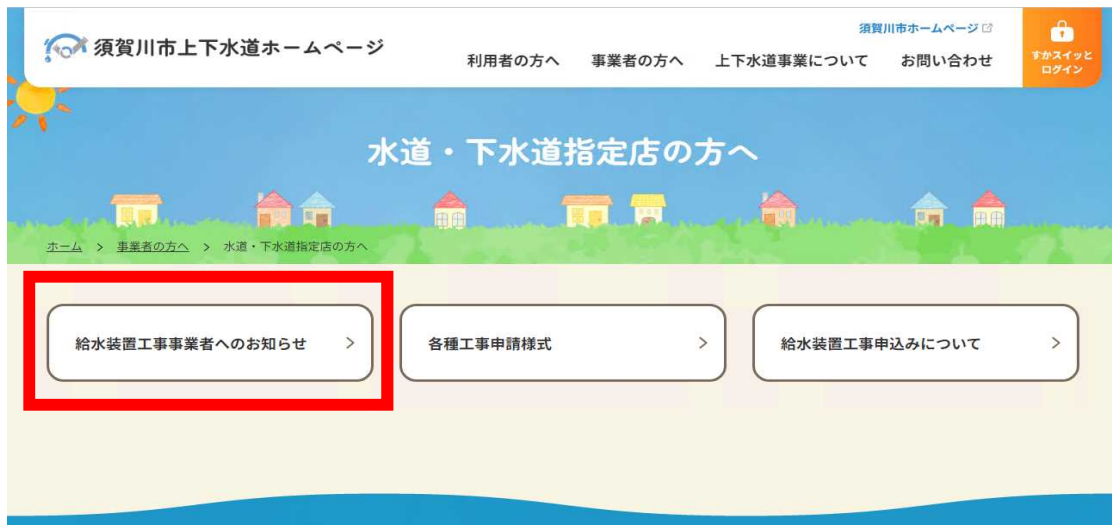 須賀川市上下水道ホームページ
須賀川市ホームページ
利用者の方へ 事業者の方へ 上下水道事業について お問い合わせ
すかスイッと
ログイン
水道・下水道指定店の方へ
ホーム > 事業者の方へ > 水道・下水道指定店の方へ
給水装置工事事業者へのお知らせ >
各種工事申請様式 >
給水装置工事申込みについて >